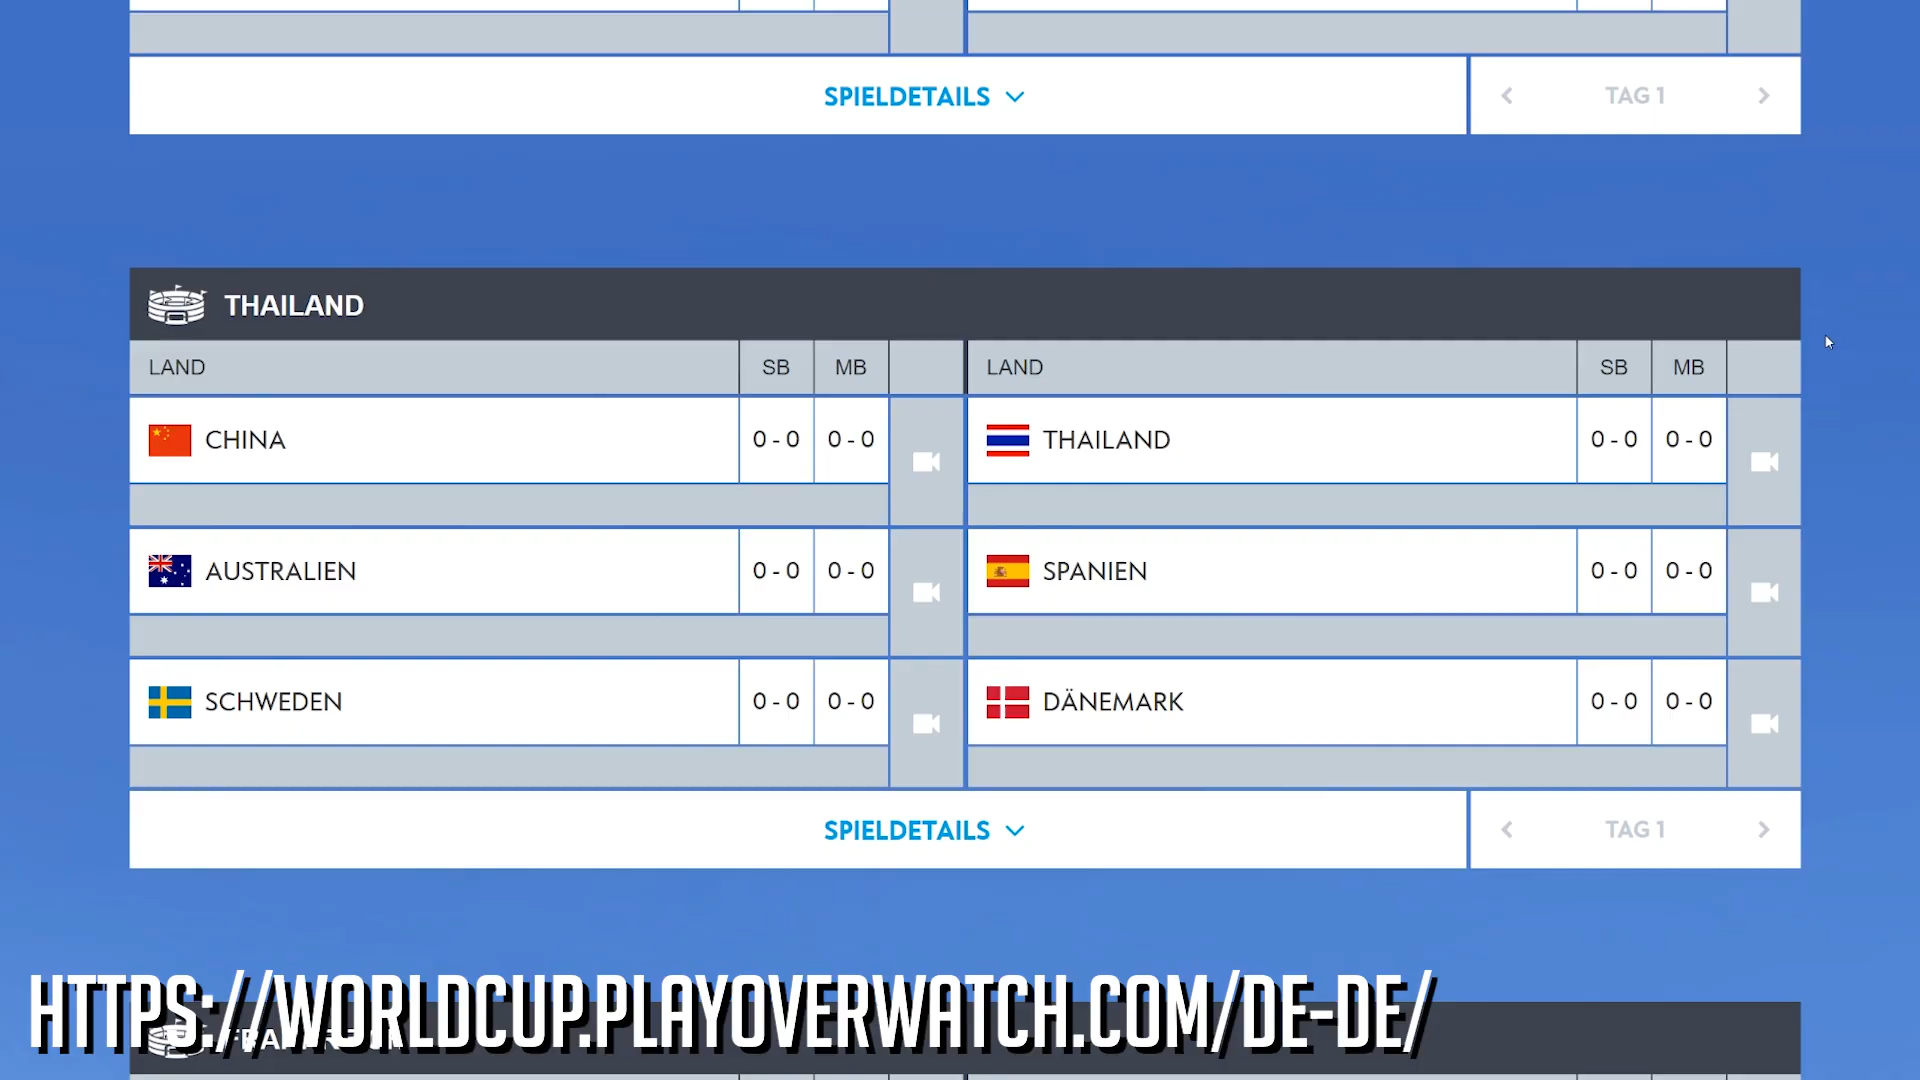 SPIELDETAILS
TAG 1
THAILAND
LAND SB MB LAND SB MB
CHINA 0 - 0 0 - 0 THAILAND 0 - 0 0 - 0
AUSTRALIEN 0 - 0 0 - 0 SPANIEN 0 - 0 0 - 0
SCHWEDEN 0 - 0 0 - 0 DÄNEMARK 0 - 0 0 - 0
SPIELDETAILS
TAG 1
HTTPS://WORLDCUP.PLAYOVERWATCH.COM/DE-DE/